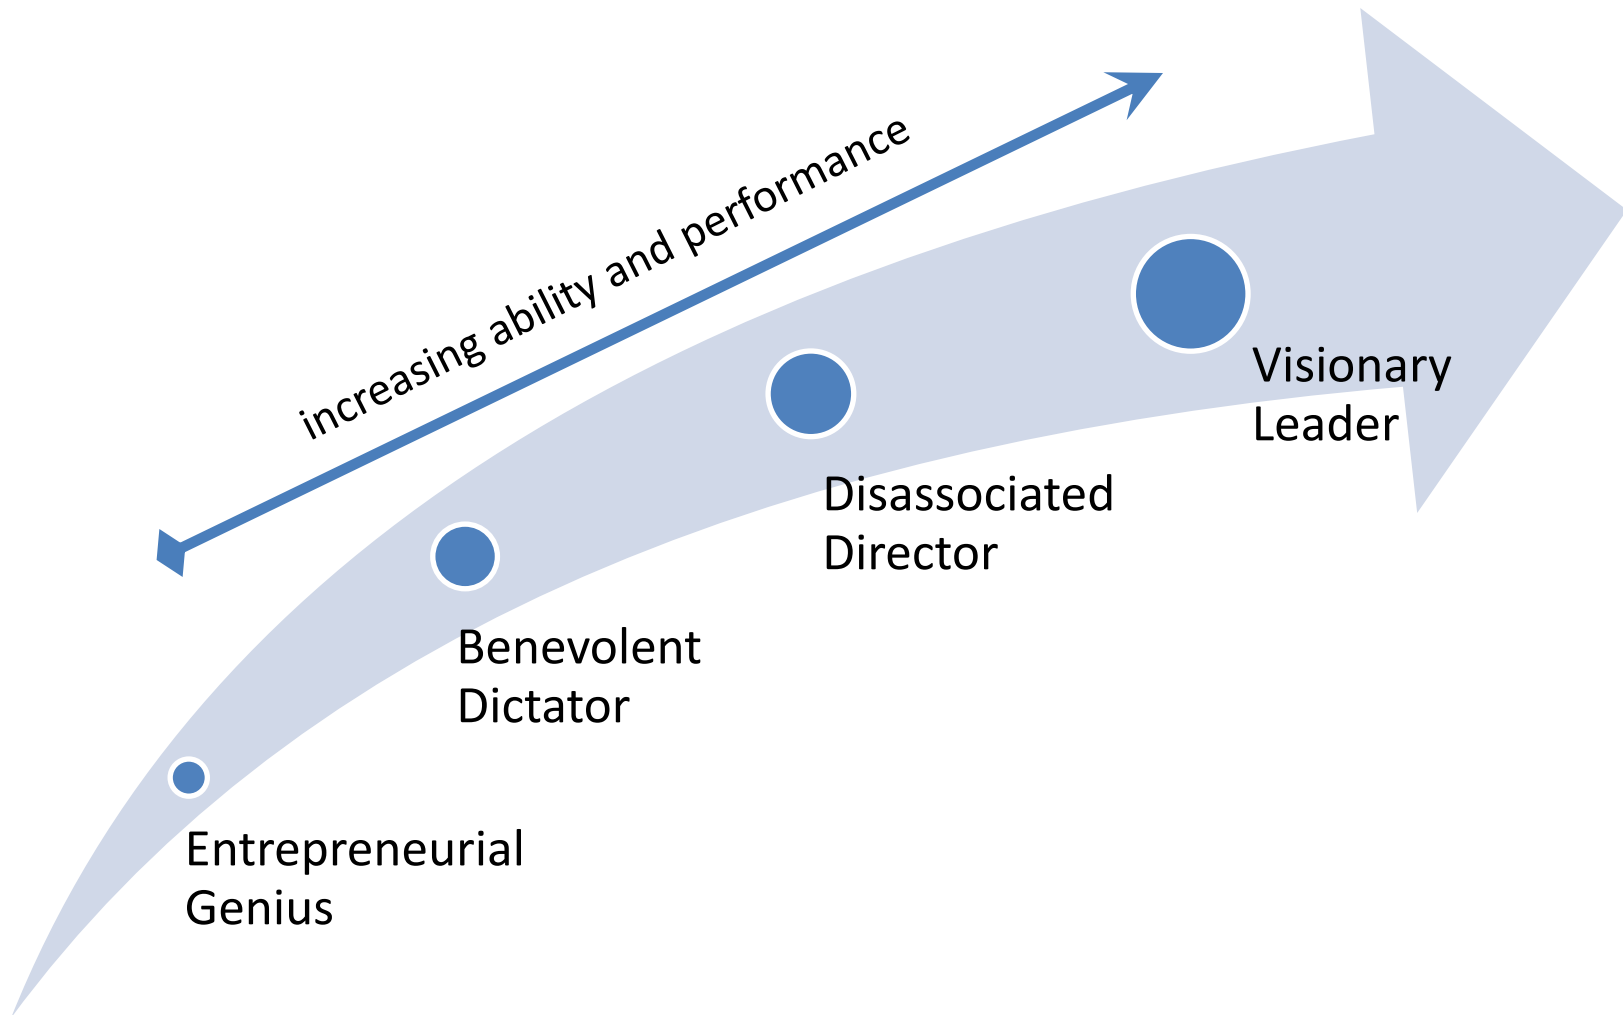 increasing ability and performance
Visionary
Leader
Disassociated
Director
Benevolent
Dictator
Entrepreneurial
Genius